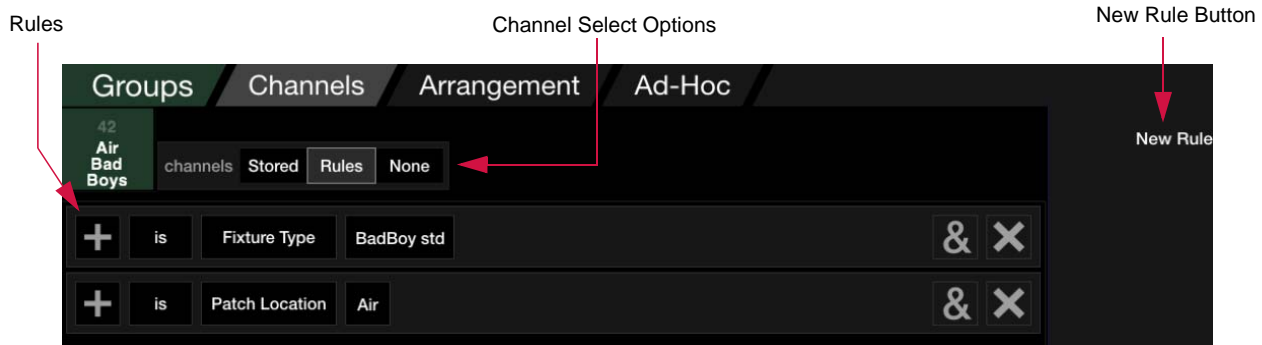 Rules
Channel Select Options
New Rule Button
Groups Channels Arrangement Ad-Hoc
42
Air
Bad
Boys
channels Stored Rules None
New Rule
+ is Fixture Type BadBoy std & ✕
+ is Patch Location Air & ✕